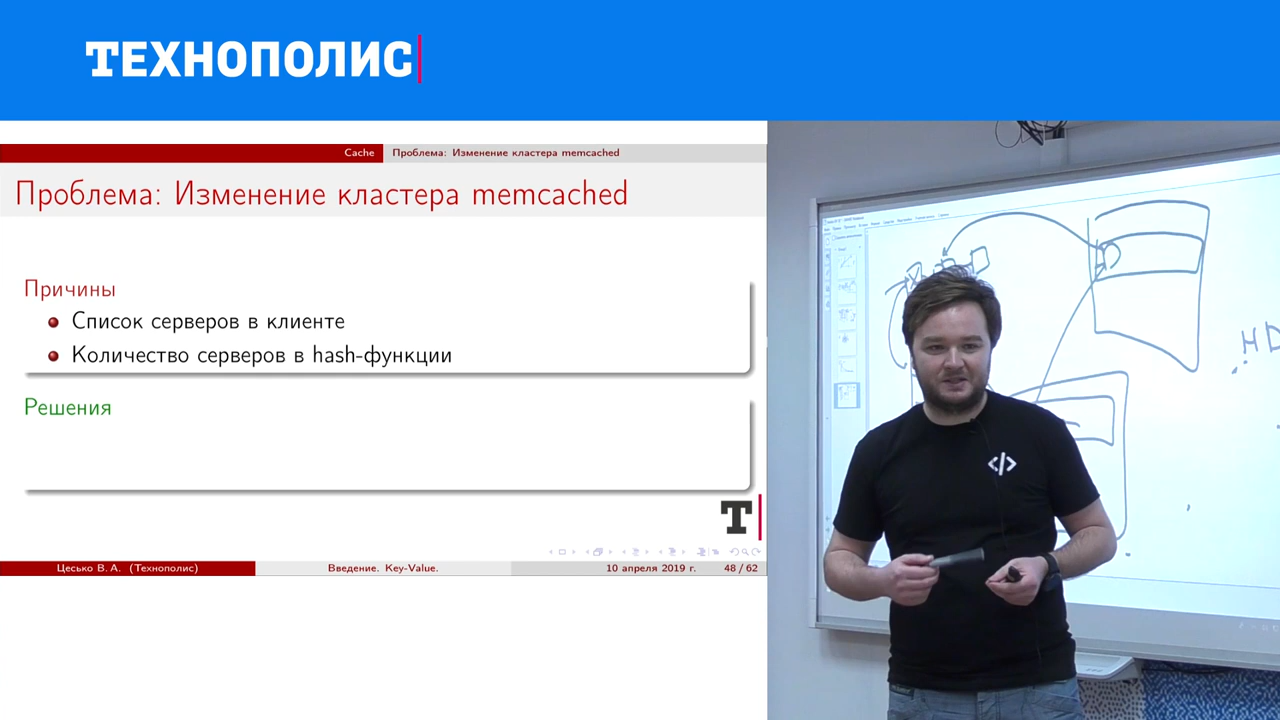 ТЕХНОПОЛИС
Cache Проблема: Изменение кластера memcached
Проблема: Изменение кластера memcached
Причины
Список серверов в клиенте
Количество серверов в hash-функции
Решения
T
Цесько В. А. (Технополис) Введение. Key-Value. 10 апреля 2019 г. 48 / 62
</>